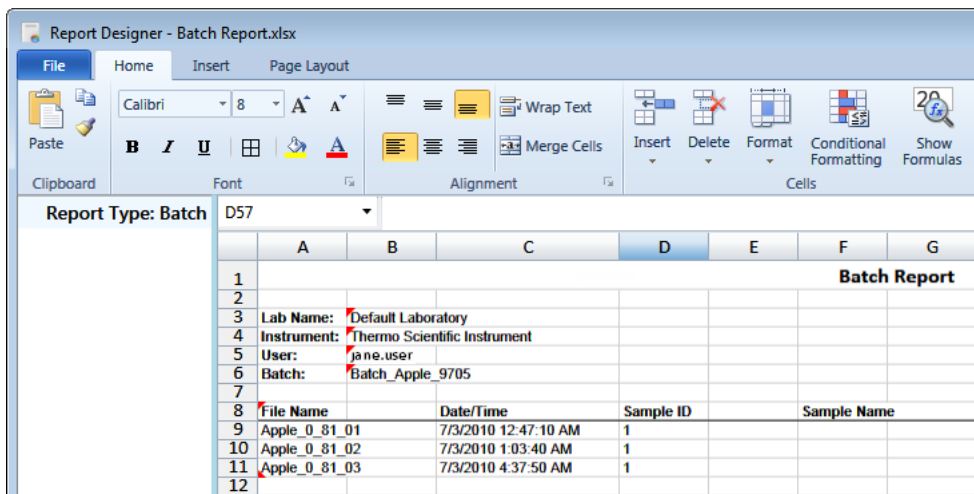 Report Designer - Batch Report.xlsx
File Home Insert Page Layout
Calibri 8 A A Wrap Text 20 fx
Paste B I U A Merge Cells Insert Delete Format Conditional Formatting Show Formulas
Clipboard Font Alignment Cells
Report Type: Batch D57
A B C D E F G
1 Batch Report
2
3 Lab Name: Default Laboratory
4 Instrument: Thermo Scientific Instrument
5 User: jane.user
6 Batch: Batch_Apple_9705
7
8 File Name Date/Time Sample ID Sample Name
9 Apple_0_81_01 7/3/2010 12:47:10 AM 1
10 Apple_0_81_02 7/3/2010 1:03:40 AM 1
11 Apple_0_81_03 7/3/2010 4:37:50 AM 1
12